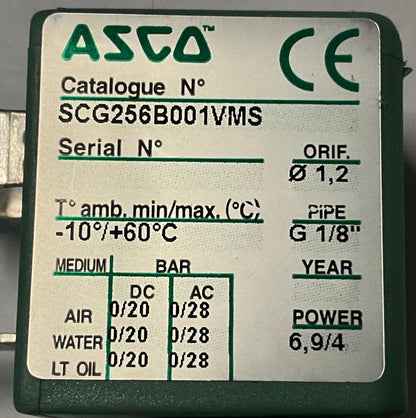 ASCO™ CE
Catalogue N°
SCG256B001VMS
Serial N°
ORIF.
Ø 1,2
T° amb. min/max. (°C)
-10°/+60°C
PIPE
G 1/8"
MEDIUM BAR
YEAR
DC AC
AIR 0/20 0/28
POWER
WATER 0/20 0/28
6,9/4
LT OIL 0/20 0/28